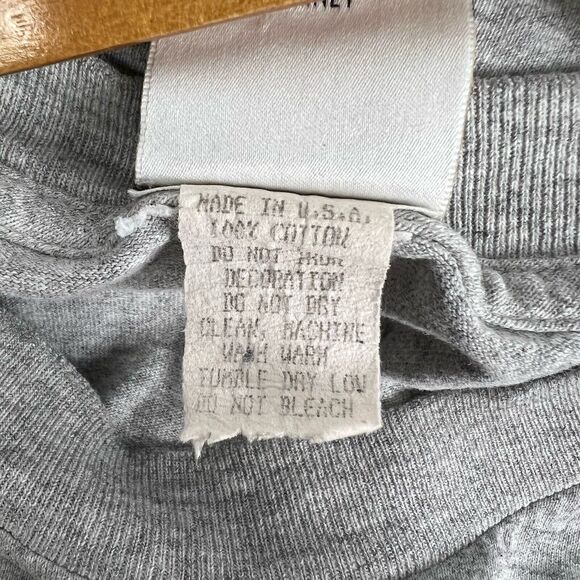 MADE IN U.S.A.
100% COTTON
DO NOT IRON
DECORATION
DO NOT DRY
CLEAN, MACHINE
WASH WARM
TUMBLE DRY LOW
DO NOT BLEACH